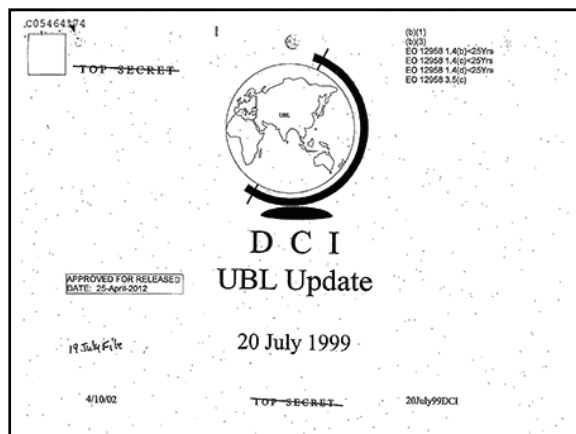 C05464174
TOP SECRET
(b)(1)
(b)(3)
EO 12958 1.4(b)<25Yrs
EO 12958 1.4(c)<25Yrs
EO 12958 1.4(d)<25Yrs
EO 12958 3.5(c)
UBL
D C I
UBL Update
APPROVED FOR RELEASED
DATE: 25-April-2012
20 July 1999
19 July File
4/10/02
TOP SECRET
20July99DCI